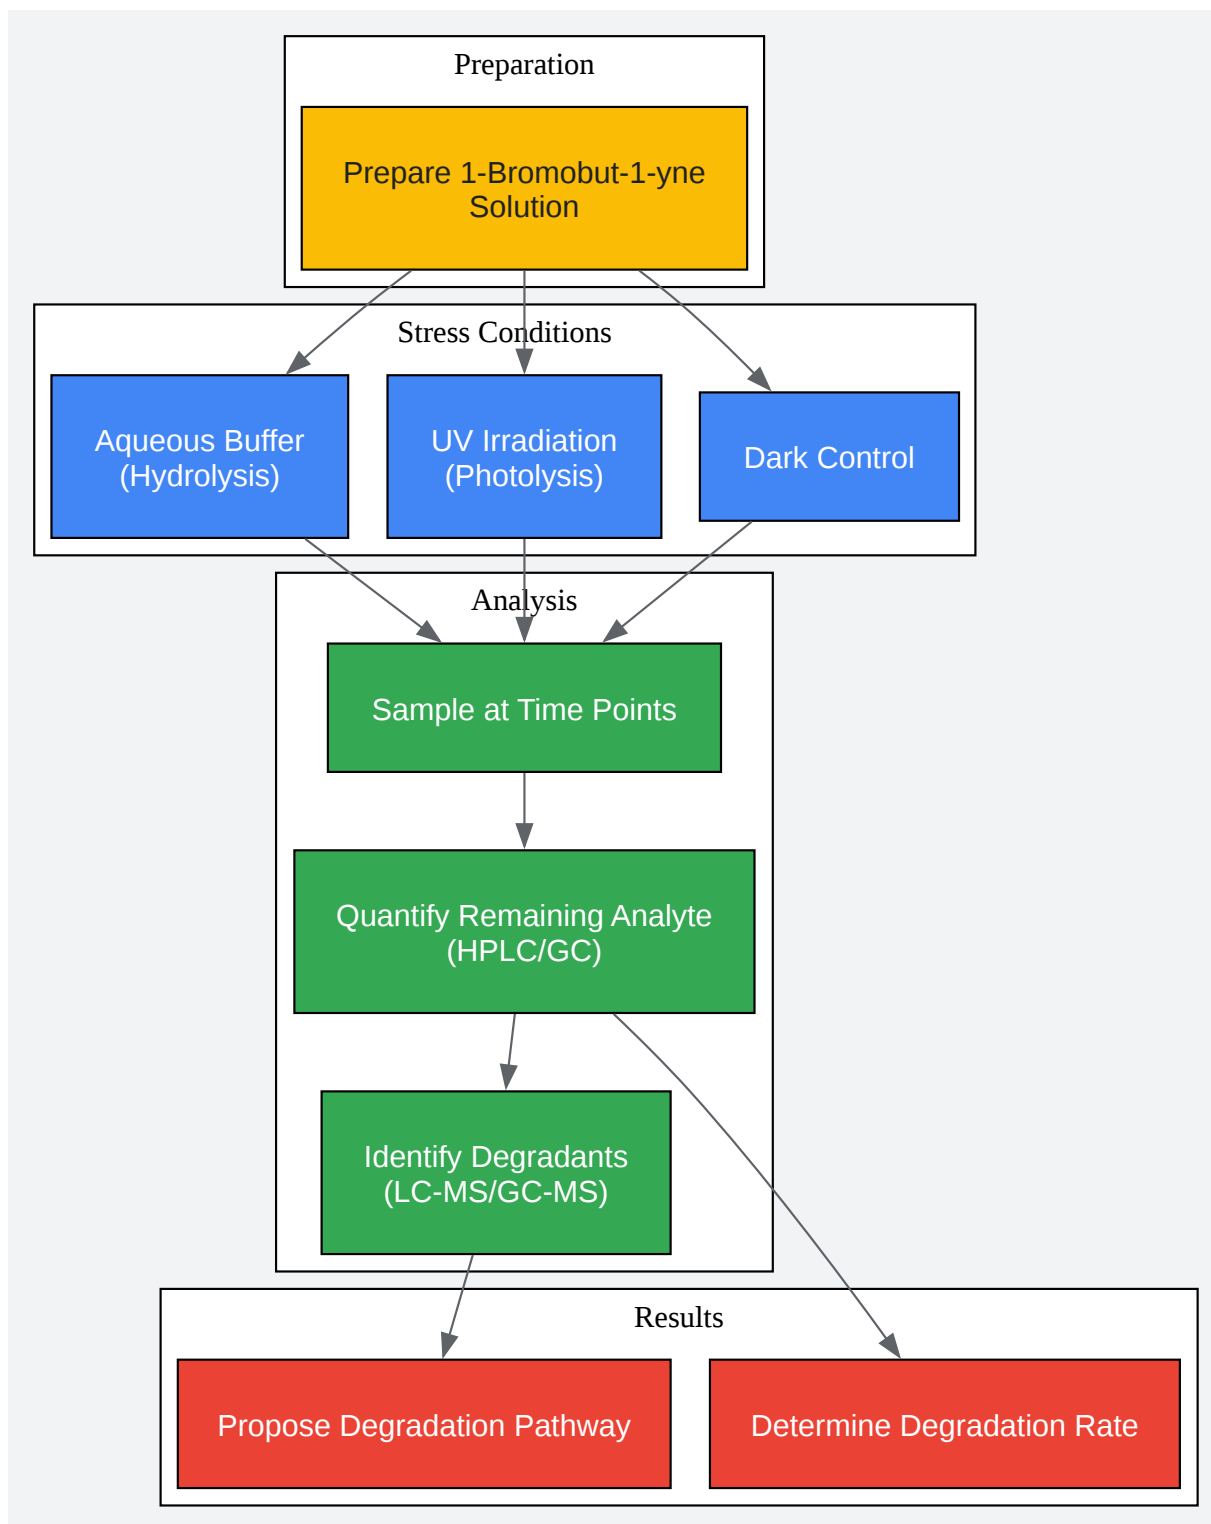 Preparation
Prepare 1-Bromobut-1-yne
Solution
Stress Conditions
Aqueous Buffer
(Hydrolysis)
UV Irradiation
(Photolysis)
Dark Control
Analysis
Sample at Time Points
Quantify Remaining Analyte
(HPLC/GC)
Identify Degradants
(LC-MS/GC-MS)
Results
Propose Degradation Pathway
Determine Degradation Rate